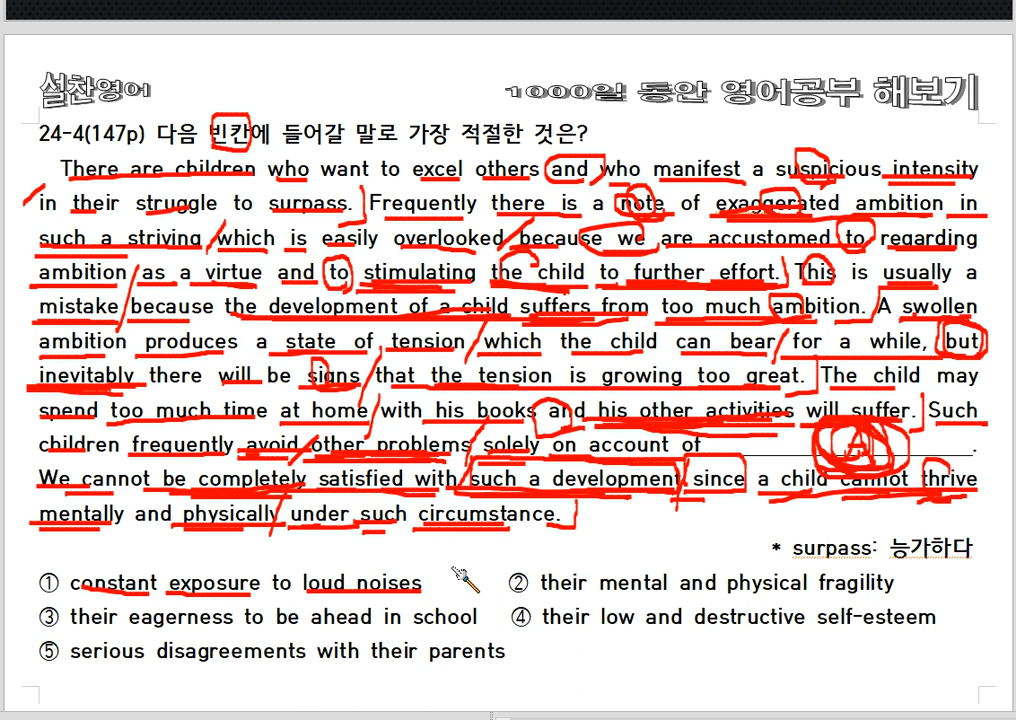 설찬영어 1000일 동안 영어공부 해보기
24-4(147p) 다음 빈칸에 들어갈 말로 가장 적절한 것은?
There are children who want to excel others and who manifest a suspicious intensity
in their struggle to surpass. Frequently there is a note of exaggerated ambition in
such a striving which is easily overlooked because we are accustomed to regarding
ambition as a virtue and to stimulating the child to further effort. This is usually a
mistake because the development of a child suffers from too much ambition. A swollen
ambition produces a state of tension which the child can bear for a while, but
inevitably there will be signs that the tension is growing too great. The child may
spend too much time at home with his books and his other activities will suffer. Such
children frequently avoid other problems solely on account of ______________________ .
We cannot be completely satisfied with such a development since a child cannot thrive
mentally and physically under such circumstance.
* surpass: 능가하다
① constant exposure to loud noises ② their mental and physical fragility
③ their eagerness to be ahead in school ④ their low and destructive self-esteem
⑤ serious disagreements with their parents